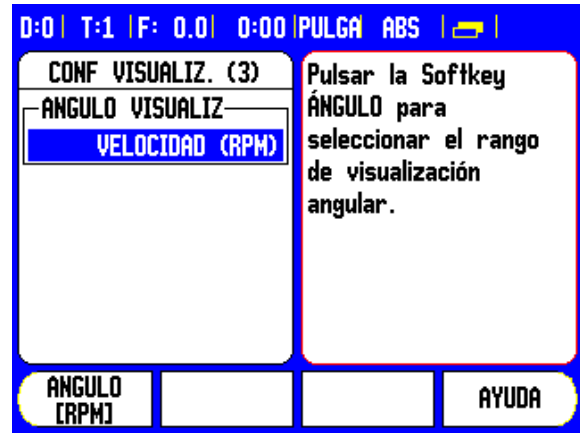 D:0| T:1 |F: 0.0| 0:00|PULGA| ABS | |
CONF VISUALIZ. (3)
ANGULO VISUALIZ
VELOCIDAD (RPM)
Pulsar la Softkey
ÁNGULO para
seleccionar el rango
de visualización
angular.
ANGULO
[RPM]
AYUDA